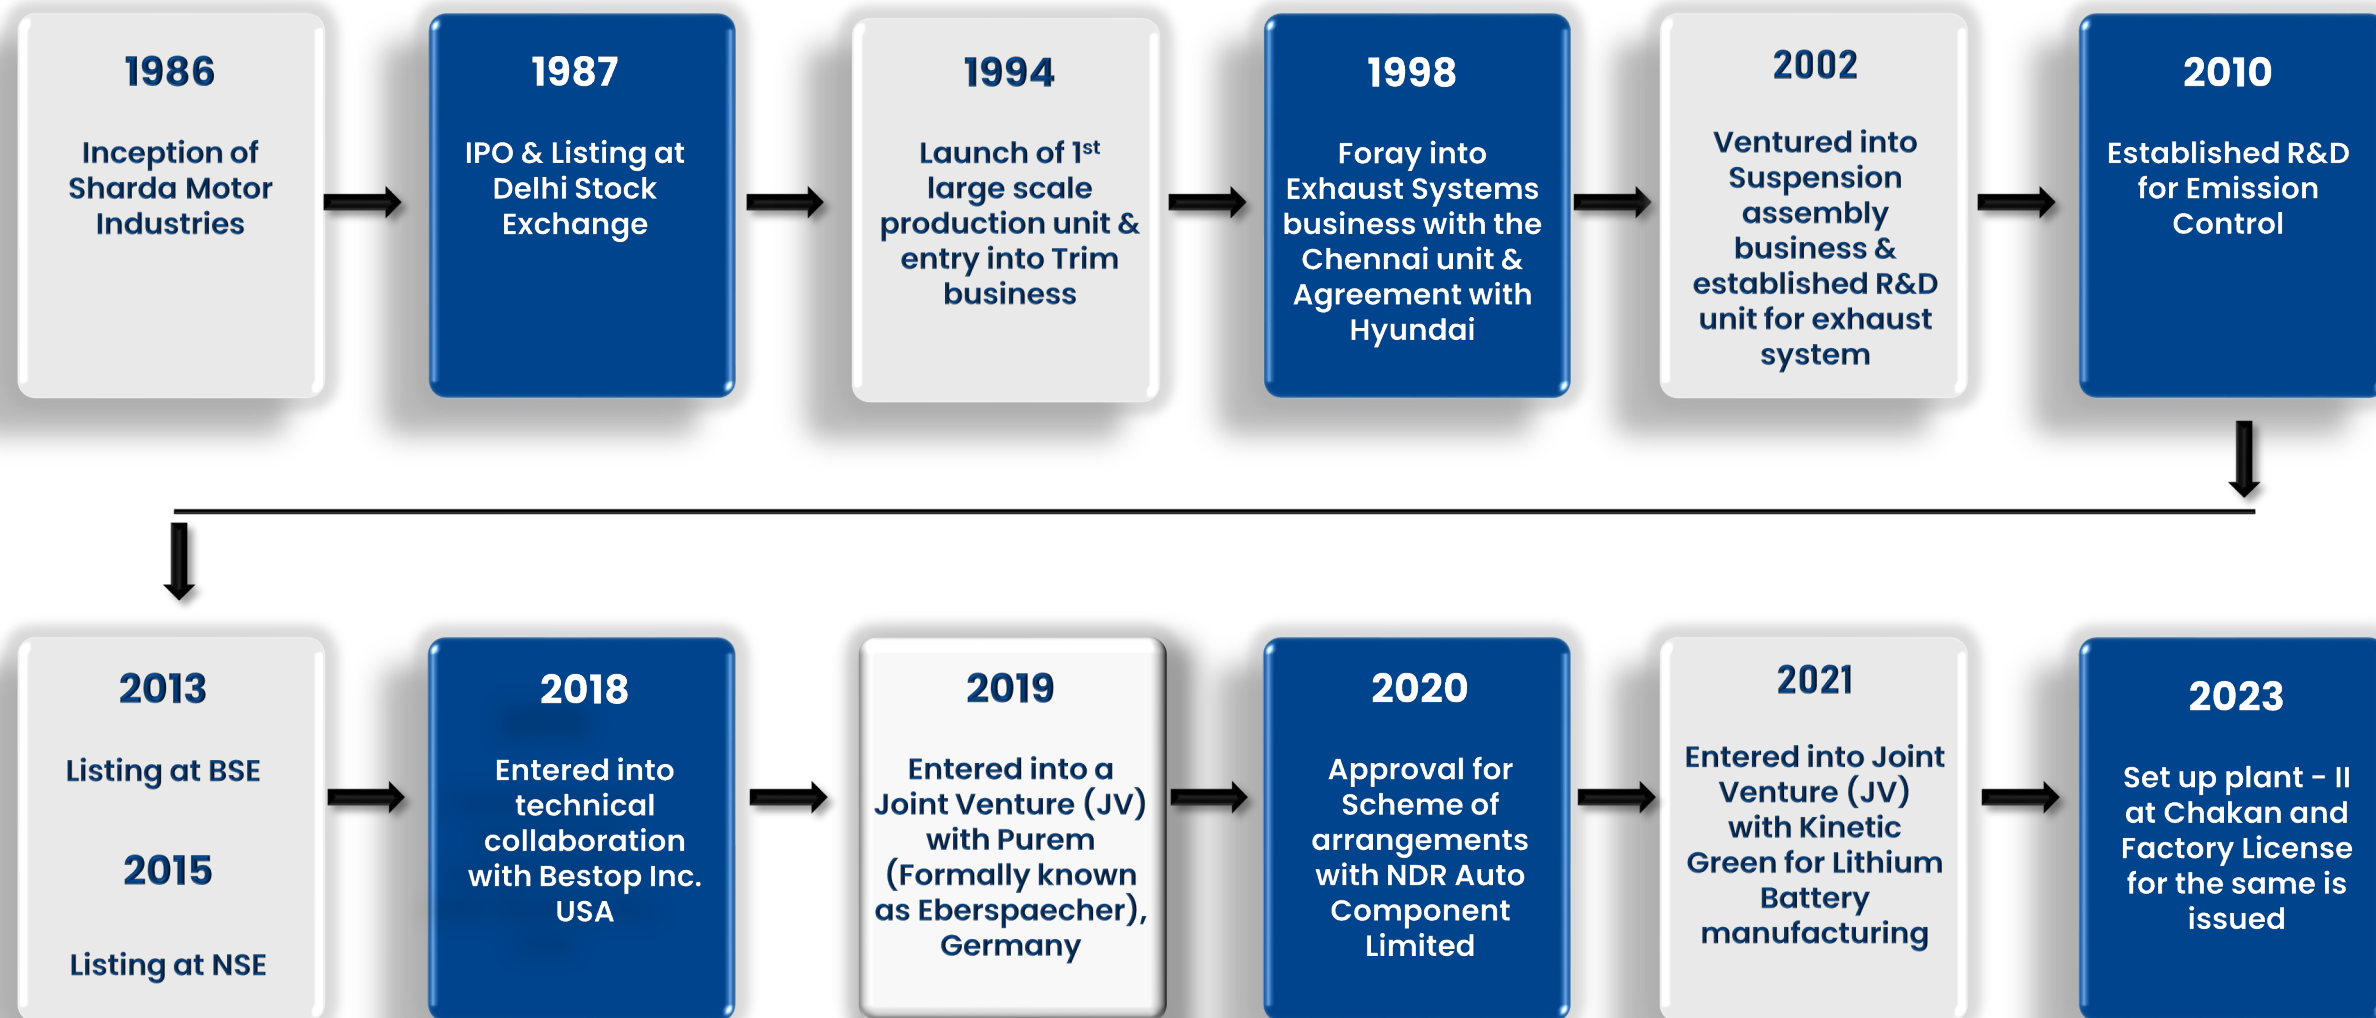 1986
Inception of
Sharda Motor
Industries
1987
IPO & Listing at
Delhi Stock
Exchange
1994
Launch of 1st
large scale
production unit &
entry into Trim
business
1998
Foray into
Exhaust Systems
business with the
Chennai unit &
Agreement with
Hyundai
2002
Ventured into
Suspension
assembly
business &
established R&D
unit for exhaust
system
2010
Established R&D
for Emission
Control
2013
Listing at BSE
2015
Listing at NSE
2018
Entered into
technical
collaboration
with Bestop Inc.
USA
2019
Entered into a
Joint Venture (JV)
with Purem
(Formally known
as Eberspaecher),
Germany
2020
Approval for
Scheme of
arrangements
with NDR Auto
Component
Limited
2021
Entered into Joint
Venture (JV)
with Kinetic
Green for Lithium
Battery
manufacturing
2023
Set up plant - II
at Chakan and
Factory License
for the same is
issued